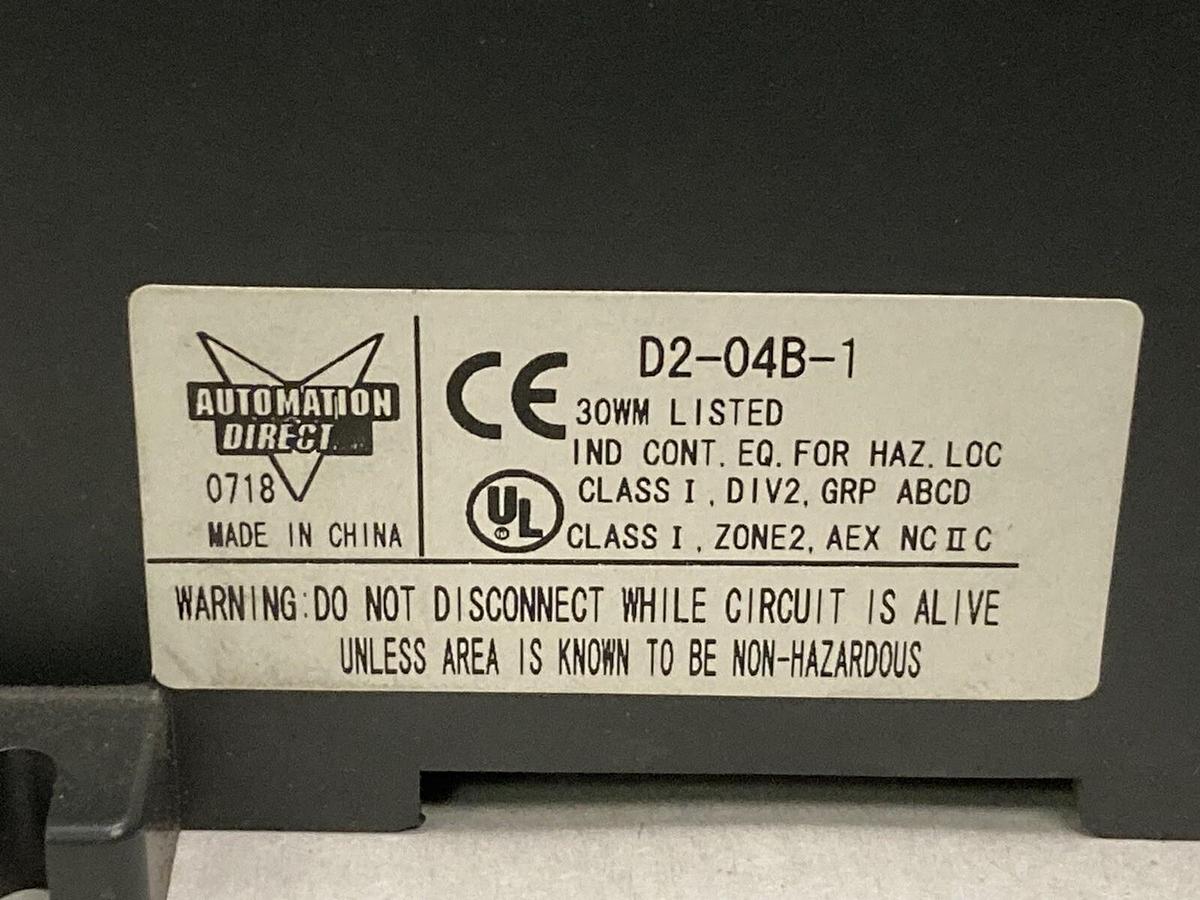 AUTOMATION
DIRECT
0718
MADE IN CHINA
CE
D2-04B-1
30WM LISTED
IND CONT. EQ. FOR HAZ. LOC
UL
CLASS I, DIV2, GRP ABCD
CLASS I, ZONE2, AEX NC II C
WARNING:DO NOT DISCONNECT WHILE CIRCUIT IS ALIVE
UNLESS AREA IS KNOWN TO BE NON-HAZARDOUS